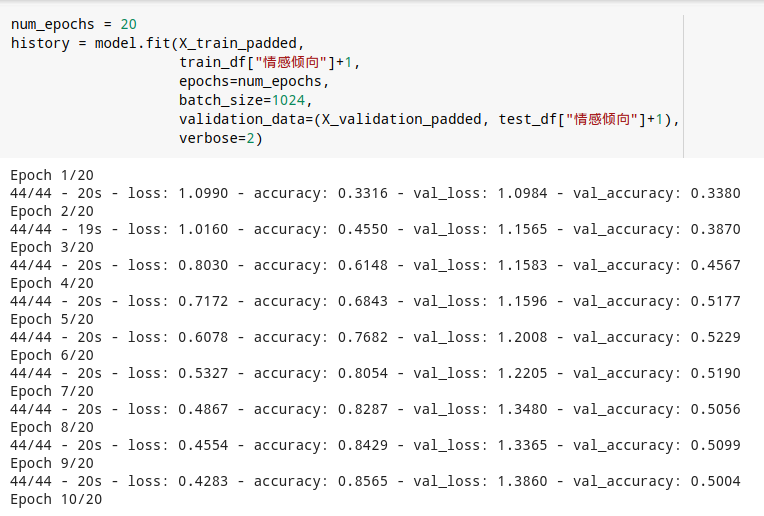 num_epochs = 20
history = model.fit(X_train_padded,
train_df["情感倾向"]+1,
epochs=num_epochs,
batch_size=1024,
validation_data=(X_validation_padded, test_df["情感倾向"]+1),
verbose=2)
Epoch 1/20
44/44 - 20s - loss: 1.0990 - accuracy: 0.3316 - val_loss: 1.0984 - val_accuracy: 0.3380
Epoch 2/20
44/44 - 19s - loss: 1.0160 - accuracy: 0.4550 - val_loss: 1.1565 - val_accuracy: 0.3870
Epoch 3/20
44/44 - 20s - loss: 0.8030 - accuracy: 0.6148 - val_loss: 1.1583 - val_accuracy: 0.4567
Epoch 4/20
44/44 - 20s - loss: 0.7172 - accuracy: 0.6843 - val_loss: 1.1596 - val_accuracy: 0.5177
Epoch 5/20
44/44 - 20s - loss: 0.6078 - accuracy: 0.7682 - val_loss: 1.2008 - val_accuracy: 0.5229
Epoch 6/20
44/44 - 20s - loss: 0.5327 - accuracy: 0.8054 - val_loss: 1.2205 - val_accuracy: 0.5190
Epoch 7/20
44/44 - 20s - loss: 0.4867 - accuracy: 0.8287 - val_loss: 1.3480 - val_accuracy: 0.5056
Epoch 8/20
44/44 - 20s - loss: 0.4554 - accuracy: 0.8429 - val_loss: 1.3365 - val_accuracy: 0.5099
Epoch 9/20
44/44 - 20s - loss: 0.4283 - accuracy: 0.8565 - val_loss: 1.3860 - val_accuracy: 0.5004
Epoch 10/20